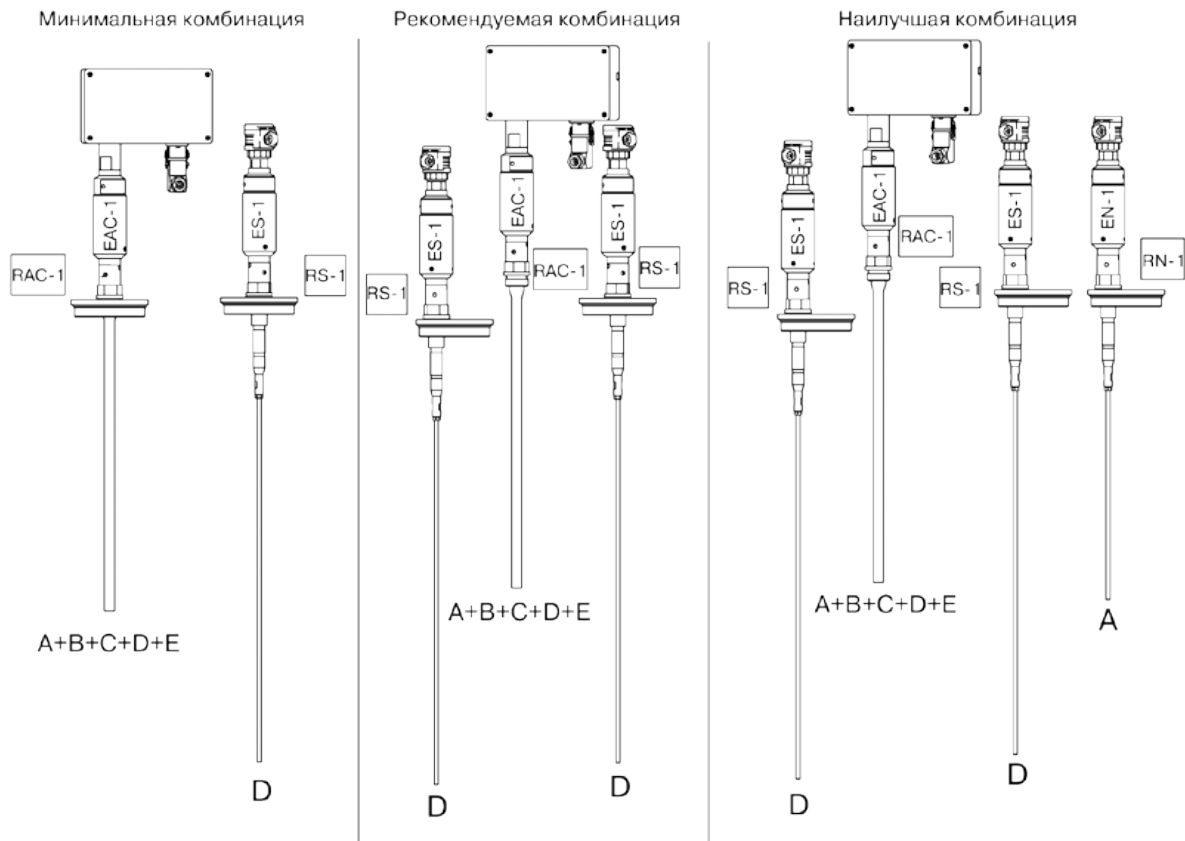 Минимальная комбинация
EAC-1
ES-1
RAC-1
RS-1
A+B+C+D+E
D
Рекомендуемая комбинация
ES-1
EAC-1
ES-1
RS-1
RAC-1
RS-1
A+B+C+D+E
D
D
Наилучшая комбинация
ES-1
EAC-1
ES-1
EN-1
RS-1
RAC-1
RS-1
RN-1
A+B+C+D+E
A
D
D